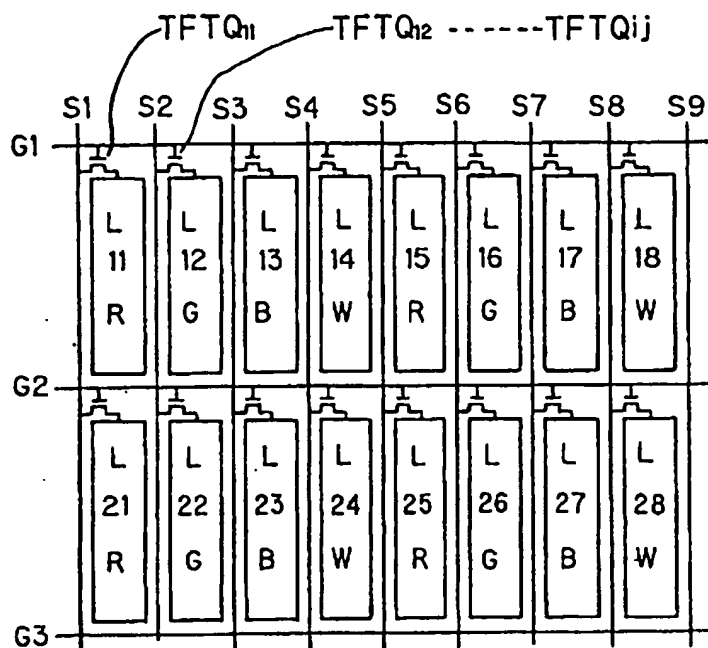 TFTQ11 TFTQ12 ------TFTQij
S1 S2 S3 S4 S5 S6 S7 S8 S9
G1
L L L L L L L L
11 12 13 14 15 16 17 18
R G B W R G B W
G2
L L L L L L L L
21 22 23 24 25 26 27 28
R G B W R G B W
G3